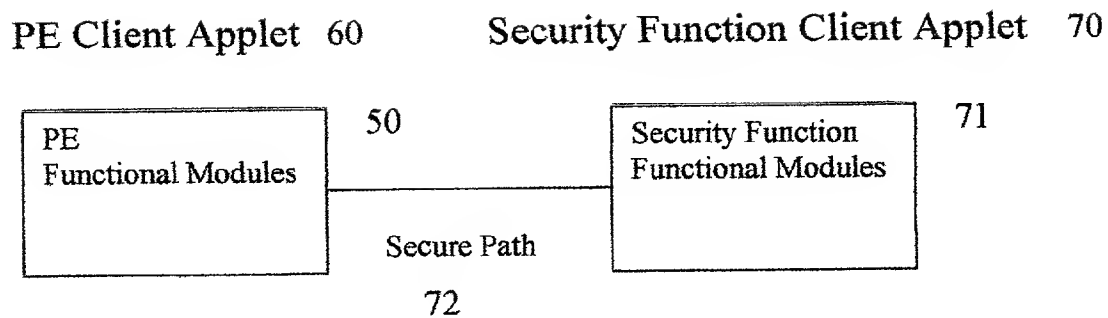 PE Client Applet 60
Security Function Client Applet 70
PE
Functional Modules
50
Security Function
Functional Modules
71
Secure Path
72